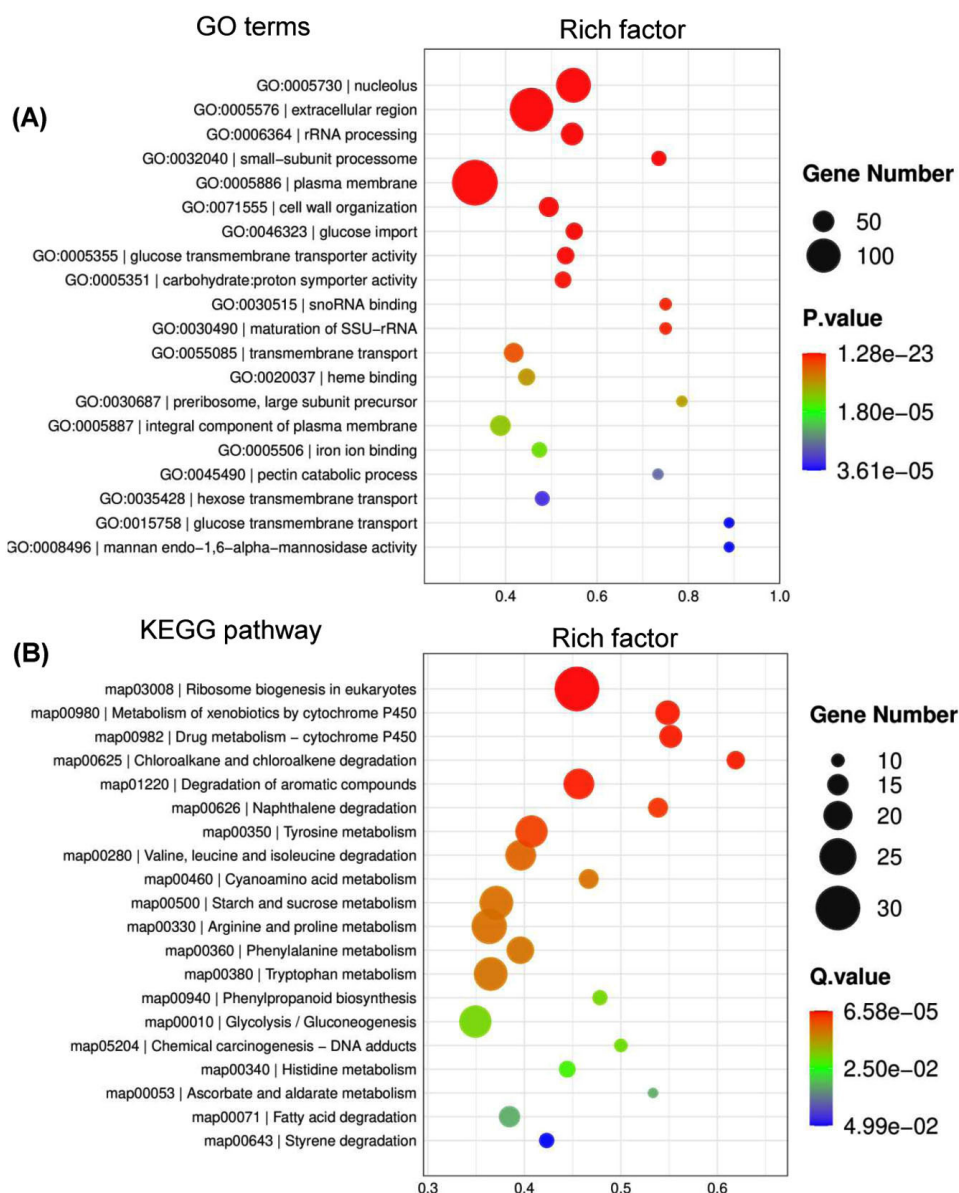 GO terms
Rich factor
(A)
GO:0005730 | nucleolus
GO:0005576 | extracellular region
GO:0006364 | rRNA processing
GO:0032040 | small−subunit processome
GO:0005886 | plasma membrane
GO:0071555 | cell wall organization
GO:0046323 | glucose import
GO:0005355 | glucose transmembrane transporter activity
GO:0005351 | carbohydrate:proton symporter activity
GO:0030515 | snoRNA binding
GO:0030490 | maturation of SSU−rRNA
GO:0055085 | transmembrane transport
GO:0020037 | heme binding
GO:0030687 | preribosome, large subunit precursor
GO:0005887 | integral component of plasma membrane
GO:0005506 | iron ion binding
GO:0045490 | pectin catabolic process
GO:0035428 | hexose transmembrane transport
GO:0015758 | glucose transmembrane transport
GO:0008496 | mannan endo−1,6−alpha−mannosidase activity
0.4 0.6 0.8 1.0
Gene Number
50
100
P.value
1.28e−23
1.80e−05
3.61e−05
KEGG pathway
Rich factor
(B)
map03008 | Ribosome biogenesis in eukaryotes
map00980 | Metabolism of xenobiotics by cytochrome P450
map00982 | Drug metabolism − cytochrome P450
map00625 | Chloroalkane and chloroalkene degradation
map01220 | Degradation of aromatic compounds
map00626 | Naphthalene degradation
map00350 | Tyrosine metabolism
map00280 | Valine, leucine and isoleucine degradation
map00460 | Cyanoamino acid metabolism
map00500 | Starch and sucrose metabolism
map00330 | Arginine and proline metabolism
map00360 | Phenylalanine metabolism
map00380 | Tryptophan metabolism
map00940 | Phenylpropanoid biosynthesis
map00010 | Glycolysis / Gluconeogenesis
map05204 | Chemical carcinogenesis − DNA adducts
map00340 | Histidine metabolism
map00053 | Ascorbate and aldarate metabolism
map00071 | Fatty acid degradation
map00643 | Styrene degradation
0.3 0.4 0.5 0.6
Gene Number
10
15
20
25
30
Q.value
6.58e−05
2.50e−02
4.99e−02